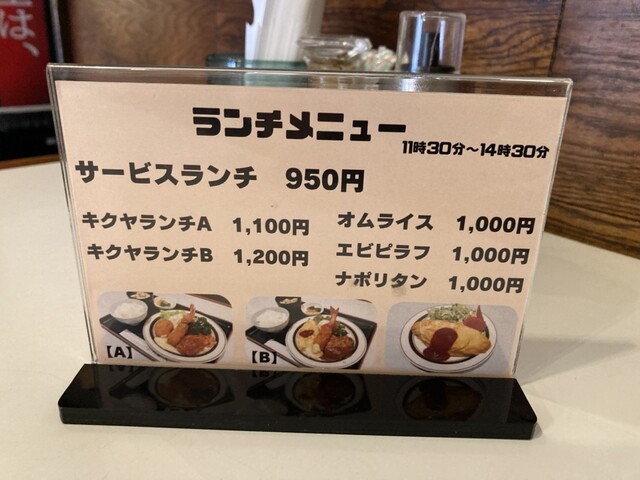 は、
ランチメニュー
11時30分～14時30分
サービスランチ 950円
キクヤランチA 1,100円
キクヤランチB 1,200円
オムライス 1,000円
エビピラフ 1,000円
ナポリタン 1,000円
【A】
【B】